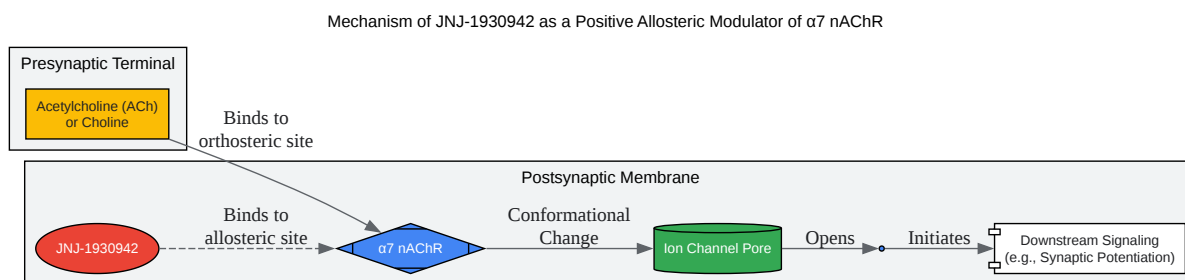 Mechanism of JNJ-1930942 as a Positive Allosteric Modulator of α7 nAChR
Presynaptic Terminal
Acetylcholine (ACh)
or Choline
Binds to
orthosteric site
Postsynaptic Membrane
JNJ-1930942
Binds to
allosteric site
α7 nAChR
Conformational
Change
Ion Channel Pore
Opens
Initiates
Downstream Signaling
(e.g., Synaptic Potentiation)